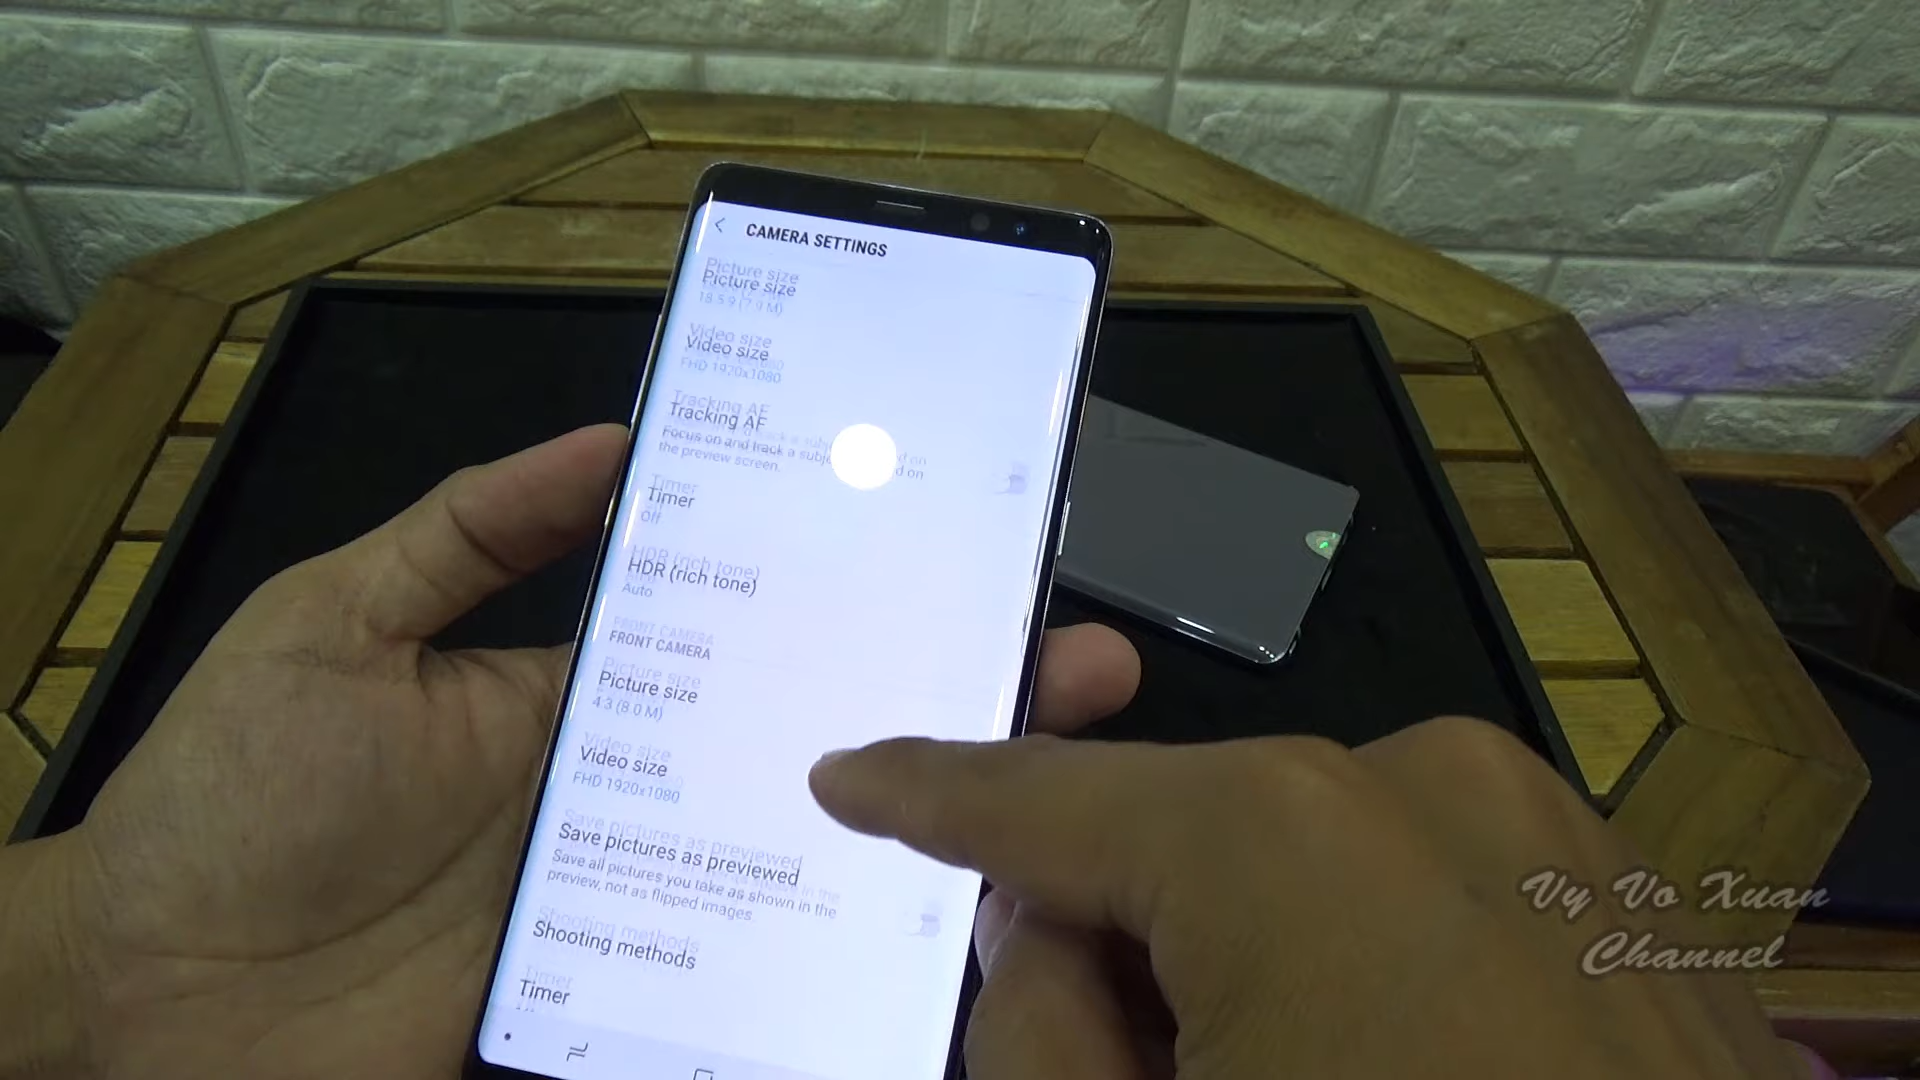 CAMERA SETTINGS
Picture size
18.5:9 (7.9 M)
Video size
FHD 1920x1080
Tracking AF
Focus on and track a subje d on
the preview screen.
Timer
Off
HDR (rich tone)
Auto
FRONT CAMERA
Picture size
4:3 (8.0 M)
Video size
FHD 1920x1080
Save pictures as previewed
Save all pictures you take as shown in the
preview, not as flipped images.
Shooting methods
Timer
Vy Vo Xuan
Channel